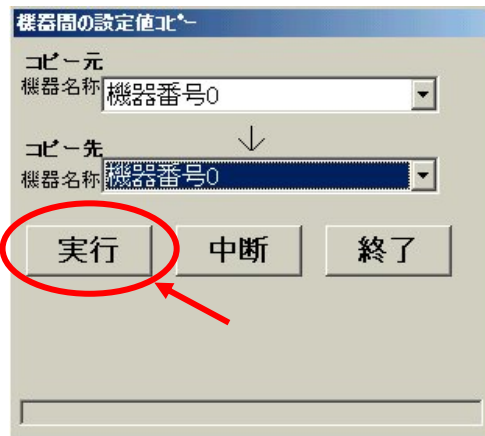 機器間の設定値ｺﾋﾟｰ
コピー元
機器名称 機器番号0
↓
コピー先
機器名称 機器番号0
実行 中断 終了